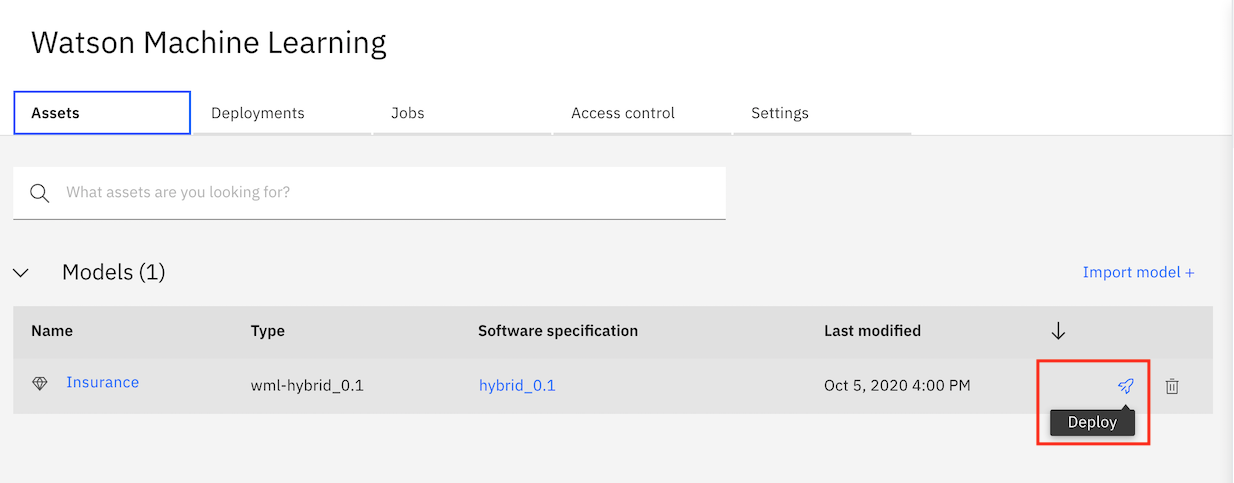 Watson Machine Learning
Assets Deployments Jobs Access control Settings
What assets are you looking for?
Models (1) Import model +
Name Type Software specification Last modified
Insurance wml-hybrid_0.1 hybrid_0.1 Oct 5, 2020 4:00 PM
Deploy